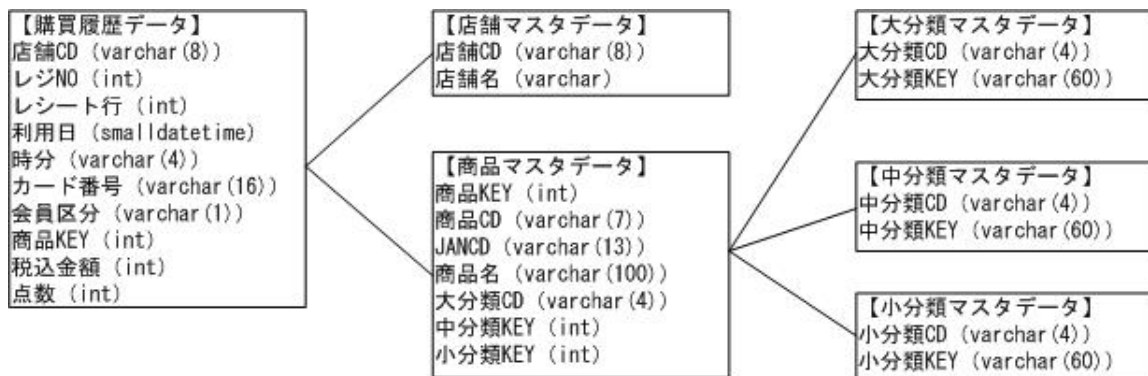 【購買履歴データ】
店舗CD (varchar(8))
レジNO (int)
レシート行 (int)
利用日 (smalldatetime)
時分 (varchar(4))
カード番号 (varchar(16))
会員区分 (varchar(1))
商品KEY (int)
税込金額 (int)
点数 (int)
【店舗マスタデータ】
店舗CD (varchar(8))
店舗名 (varchar)
【商品マスタデータ】
商品KEY (int)
商品CD (varchar(7))
JANCD (varchar(13))
商品名 (varchar(100))
大分類CD (varchar(4))
中分類KEY (int)
小分類KEY (int)
【大分類マスタデータ】
大分類CD (varchar(4))
大分類KEY (varchar(60))
【中分類マスタデータ】
中分類CD (varchar(4))
中分類KEY (varchar(60))
【小分類マスタデータ】
小分類CD (varchar(4))
小分類KEY (varchar(60))